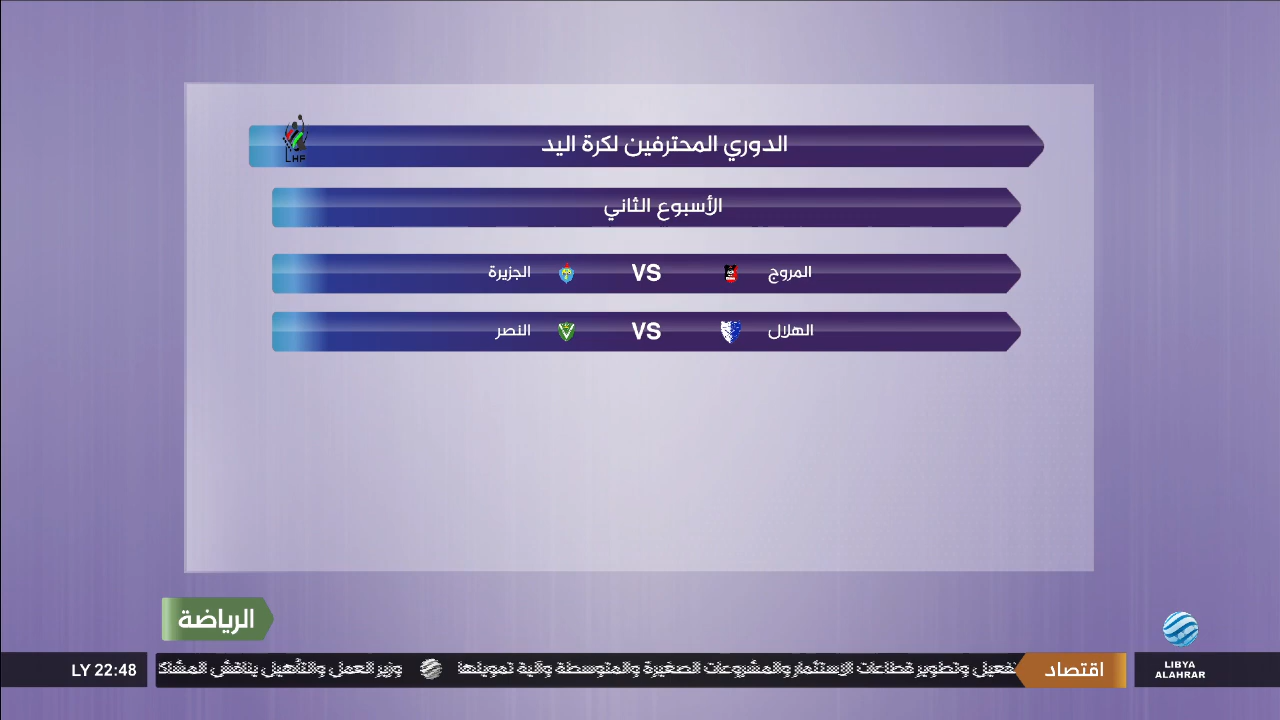 الدوري المحترفين لكرة اليد
LHF
الأسبوع الثاني
المروج VS الجزيرة
الهلال VS النصر
الرياضة
اقتصاد
تفعيل وتطوير قطاعات الاستثمار والمشروعات الصغيرة والمتوسطة وآلية تمويلها
وزير العمل والتأهيل يناقش
LY 22:48
LIBYA
ALAHRAR